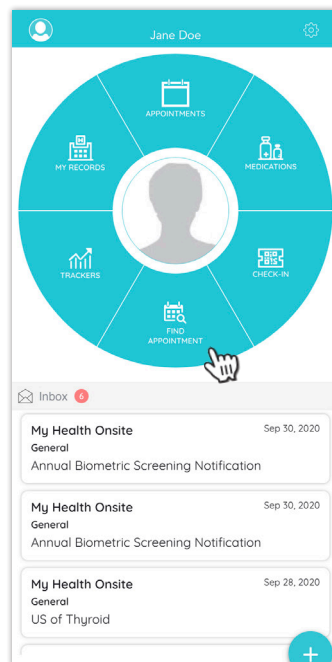 Jane Doe
APPOINTMENTS
MY RECORDS
MEDICATIONS
TRACKERS
CHECK-IN
FIND
APPOINTMENT
Inbox 6
My Health Onsite Sep 30, 2020
General
Annual Biometric Screening Notification
My Health Onsite Sep 30, 2020
General
Annual Biometric Screening Notification
My Health Onsite Sep 28, 2020
General
US of Thyroid
+